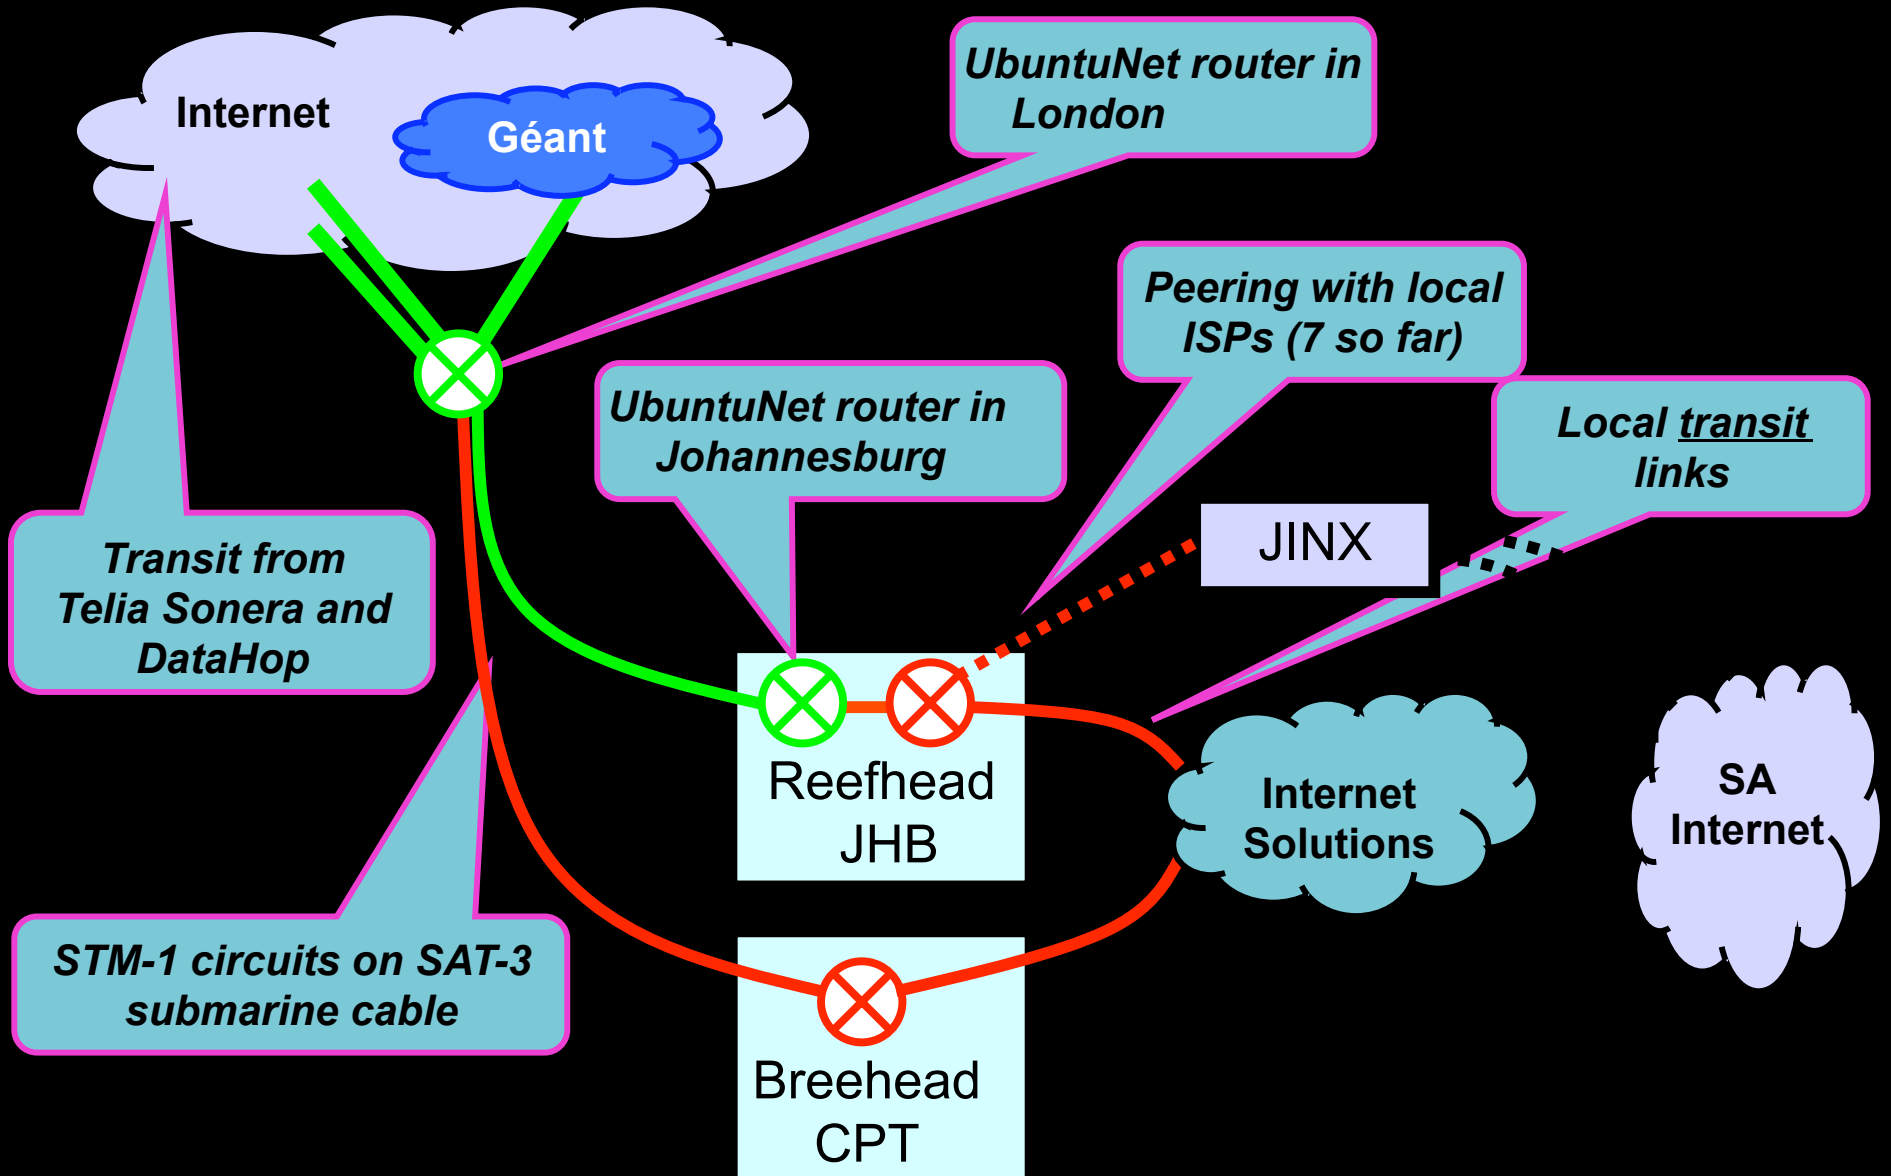 Internet
Géant
UbuntuNet router in
London
Peering with local
ISPs (7 so far)
UbuntuNet router in
Johannesburg
Local transit
links
JINX
Transit from
Telia Sonera and
DataHop
Reefhead
JHB
Internet
Solutions
SA
Internet
STM-1 circuits on SAT-3
submarine cable
Breehead
CPT